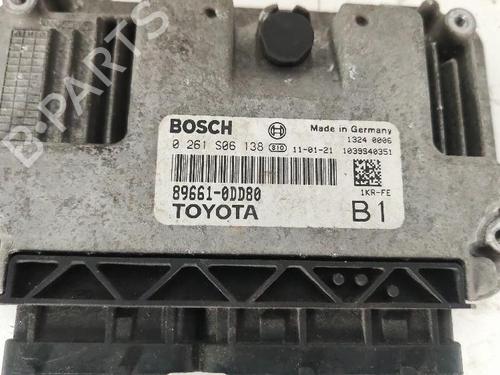 B-PARTS
BOSCH
Made in Germany
0 261 S06 138 810 11-01-21
1324 0006
1039S40351
89661-0DD80
1KR-FE
TOYOTA
B1